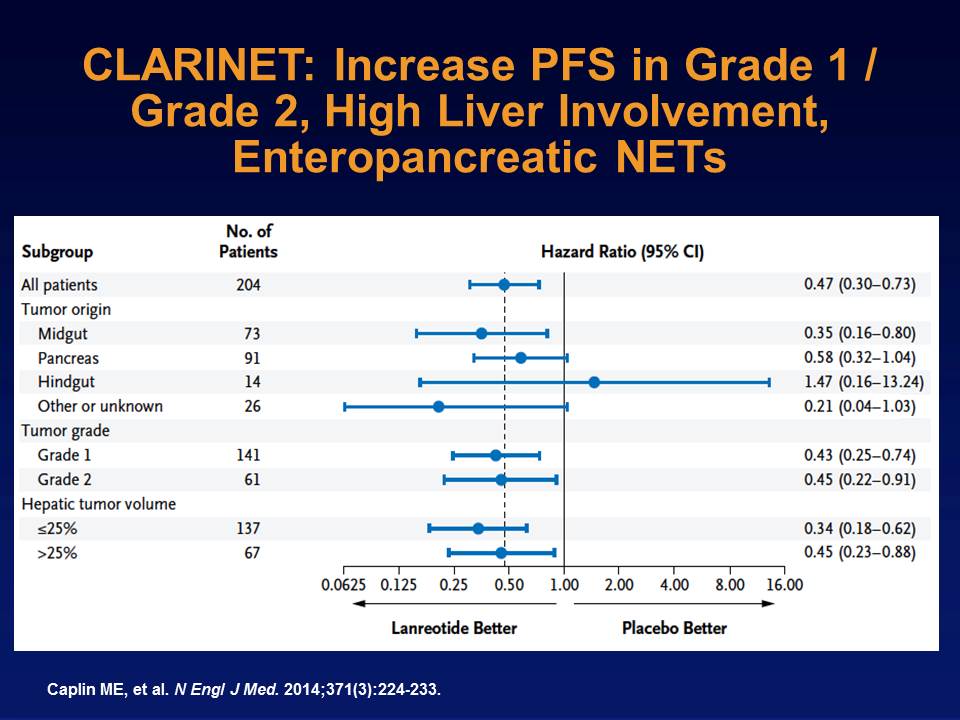 CLARINET: Increase PFS in Grade 1 /
Grade 2, High Liver Involvement,
Enteropancreatic NETs
Subgroup No. of Patients Hazard Ratio (95% CI)
All patients 204 0.47 (0.30–0.73)
Tumor origin
Midgut 73 0.35 (0.16–0.80)
Pancreas 91 0.58 (0.32–1.04)
Hindgut 14 1.47 (0.16–13.24)
Other or unknown 26 0.21 (0.04–1.03)
Tumor grade
Grade 1 141 0.43 (0.25–0.74)
Grade 2 61 0.45 (0.22–0.91)
Hepatic tumor volume
≤25% 137 0.34 (0.18–0.62)
>25% 67 0.45 (0.23–0.88)
0.0625 0.125 0.25 0.50 1.00 2.00 4.00 8.00 16.00
Lanreotide Better Placebo Better
Caplin ME, et al. N Engl J Med. 2014;371(3):224-233.